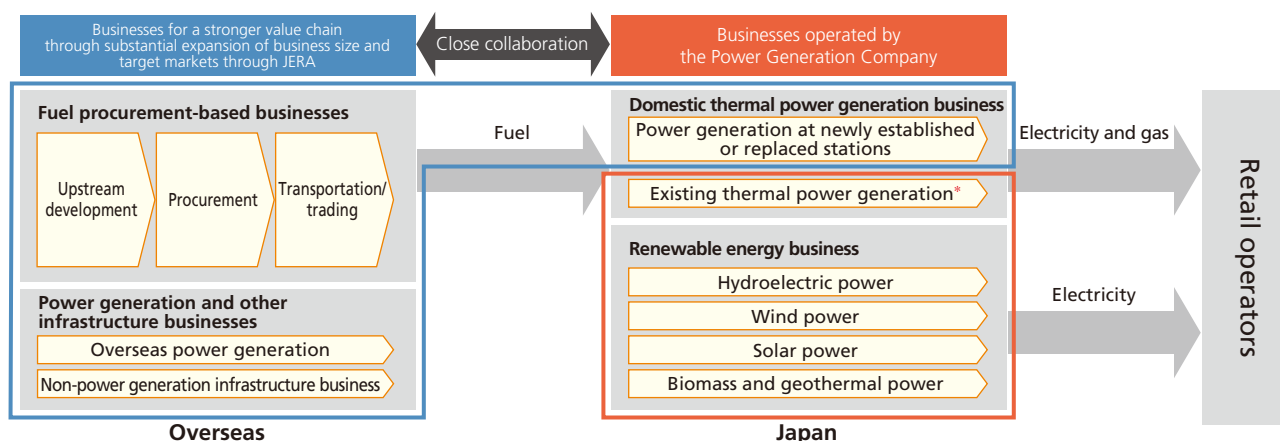 Businesses for a stronger value chain
through substantial expansion of business size and
target markets through JERA
Close collaboration
Businesses operated by
the Power Generation Company
Fuel procurement-based businesses
Upstream
development
Procurement
Transportation/
trading
Power generation and other
infrastructure businesses
Overseas power generation
Non-power generation infrastructure business
Overseas
Fuel
Domestic thermal power generation business
Power generation at newly established
or replaced stations
Existing thermal power generation*
Renewable energy business
Hydroelectric power
Wind power
Solar power
Biomass and geothermal power
Japan
Electricity and gas
Electricity
Retail operators